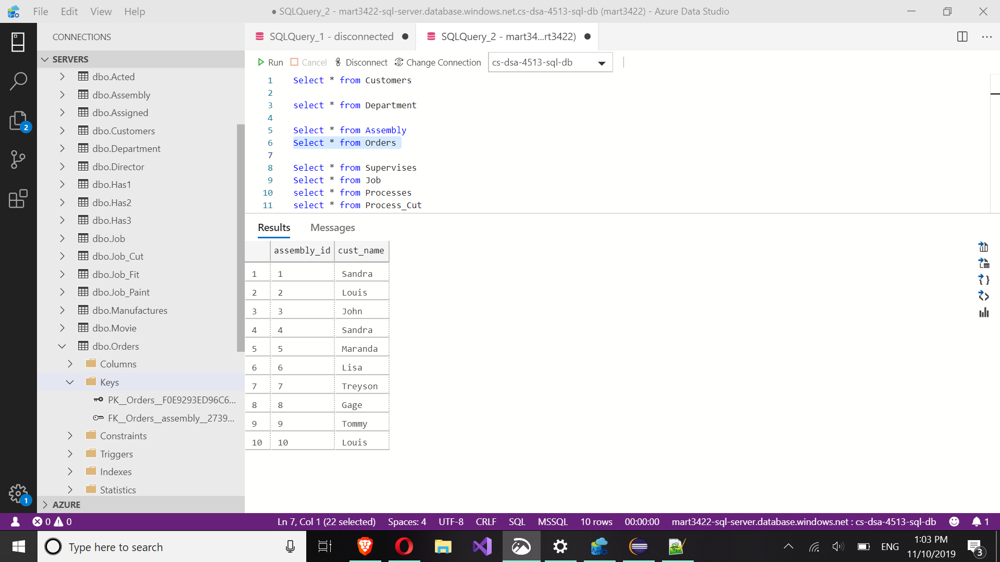 File Edit View Help
● SQLQuery_2 - mart3422-sql-server.database.windows.net.cs-dsa-4513-sql-db (mart3422) - Azure Data Studio
CONNECTIONS
SERVERS
dbo.Acted
dbo.Assembly
dbo.Assigned
dbo.Customers
dbo.Department
dbo.Director
dbo.Has1
dbo.Has2
dbo.Has3
dbo.Job
dbo.Job_Cut
dbo.Job_Fit
dbo.Job_Paint
dbo.Manufactures
dbo.Movie
dbo.Orders
Columns
Keys
PK__Orders__F0E9293ED96C6...
FK__Orders__assembly__2739...
Constraints
Triggers
Indexes
Statistics
AZURE
2
1
SQLQuery_1 - disconnected ●
SQLQuery_2 - mart34...rt3422) ●
Run Cancel Disconnect Change Connection cs-dsa-4513-sql-db
1 Select * from Customers
2
3 select * from Department
4
5 Select * from Assembly
6 Select * from Orders
7
8 Select * from Supervises
9 Select * from Job
10 select * from Processes
11 select * from Process_Cut
Results Messages
assembly_id cust_name
1 1 Sandra
2 2 Louis
3 3 John
4 4 Sandra
5 5 Maranda
6 6 Lisa
7 7 Treyson
8 8 Gage
9 9 Tommy
10 10 Louis
0 0 Ln 7, Col 1 (22 selected) Spaces: 4 UTF-8 CRLF SQL MSSQL 10 rows 00:00:00 mart3422-sql-server.database.windows.net : cs-dsa-4513-sql-db 1
Type here to search
ENG
1:03 PM
11/10/2019
3